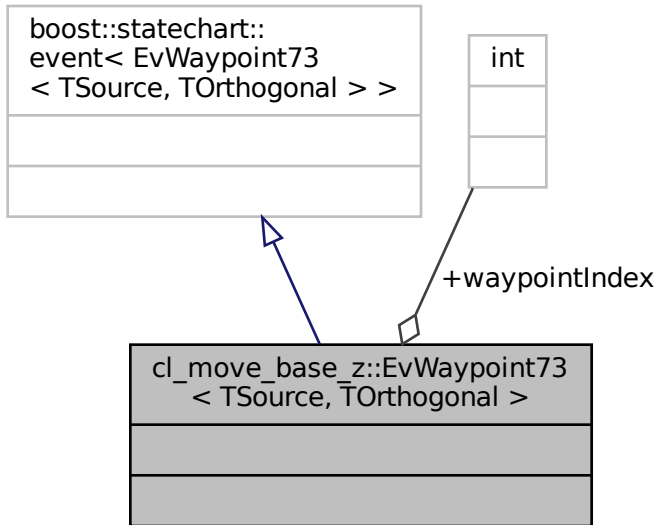 boost::statechart::
event< EvWaypoint73
< TSource, TOrthogonal > >
int
+waypointIndex
cl_move_base_z::EvWaypoint73
< TSource, TOrthogonal >